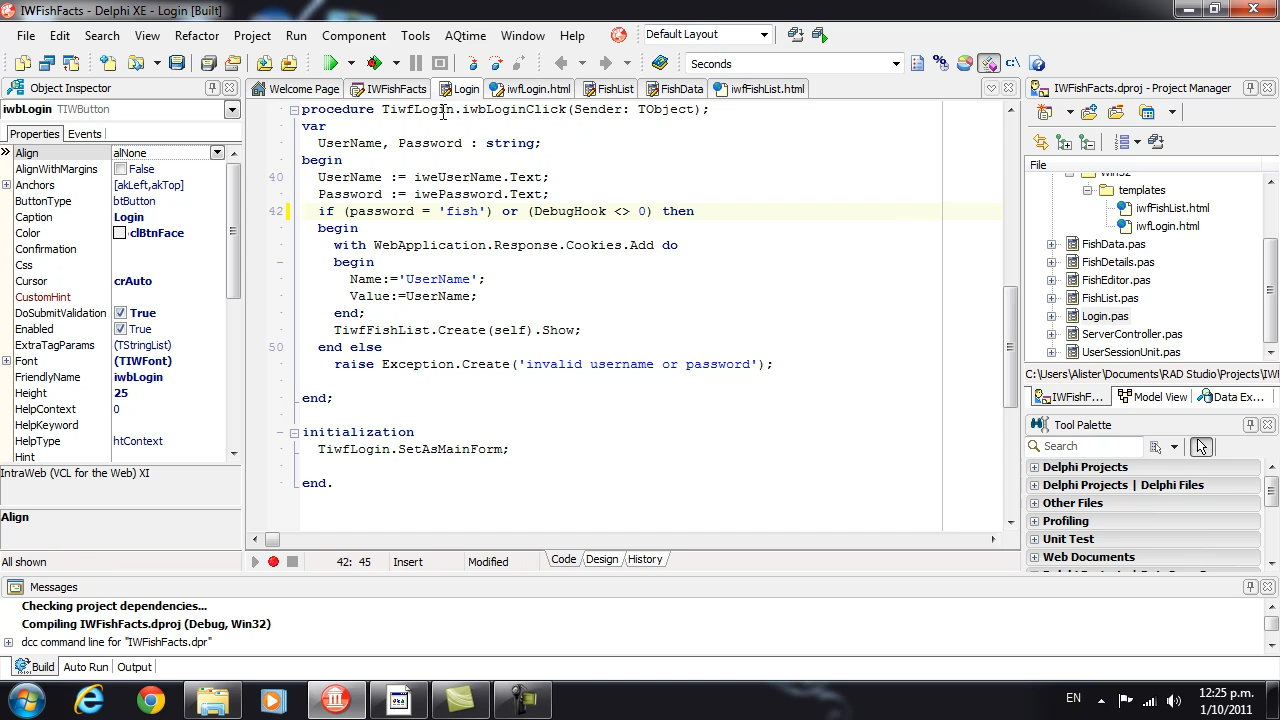 IWFishFacts - Delphi XE - Login [Built]
File Edit Search View Refactor Project Run Component Tools AQtime Window Help Default Layout
Seconds
Object Inspector
iwbLogin TIWButton
Properties Events
Align alNone
AlignWithMargins False
Anchors [akLeft,akTop]
ButtonType btButton
Caption Login
Color clBtnFace
Confirmation
Css
Cursor crAuto
CustomHint
DoSubmitValidation True
Enabled True
ExtraTagParams (TStringList)
Font (TIWFont)
FriendlyName iwbLogin
Height 25
HelpContext 0
HelpKeyword
HelpType htContext
Hint
IntraWeb (VCL for the Web) XI
Align
All shown
Welcome Page IWFishFacts Login iwfLogin.html FishList FishData iwfFishList.html
procedure TiwfLogin.iwbLoginClick(Sender: TObject);
var
UserName, Password : string;
begin
40 UserName := iweUserName.Text;
Password := iwePassword.Text;
42 if (password = 'fish') or (DebugHook <> 0) then
begin
with WebApplication.Response.Cookies.Add do
begin
Name:='UserName';
Value:=UserName;
end;
TiwfFishList.Create(self).Show;
50 end else
raise Exception.Create('invalid username or password');
end;
initialization
TiwfLogin.SetAsMainForm;
end.
42: 45 Insert Modified Code Design History
IWFishFacts.dproj - Project Manager
File
templates
iwfFishList.html
iwfLogin.html
FishData.pas
FishDetails.pas
FishEditor.pas
FishList.pas
Login.pas
ServerController.pas
UserSessionUnit.pas
C:\Users\Alister\Documents\RAD Studio\Projects\IWI
IWFishF... Model View Data Ex...
Tool Palette
Search
Delphi Projects
Delphi Projects | Delphi Files
Other Files
Profiling
Unit Test
Web Documents
Messages
Checking project dependencies...
Compiling IWFishFacts.dproj (Debug, Win32)
dcc command line for "IWFishFacts.dpr"
Build Auto Run Output
EN
12:25 p.m.
1/10/2011